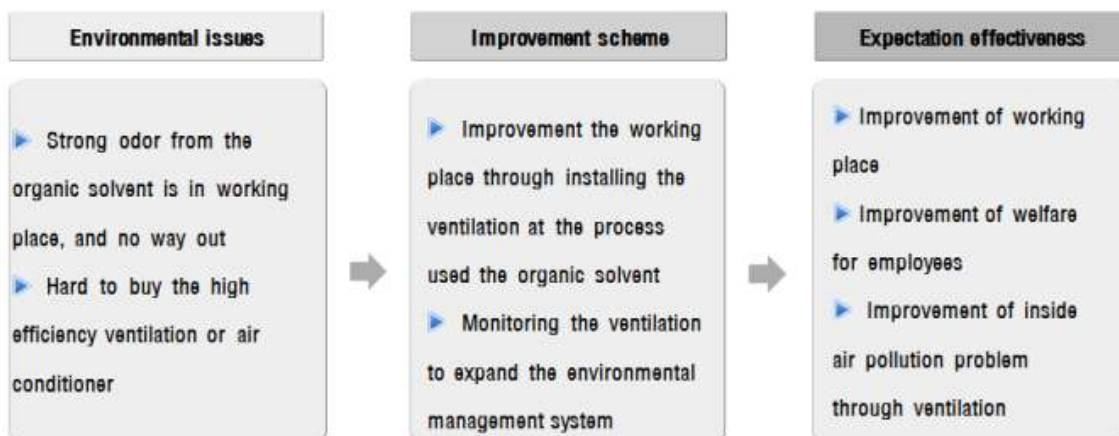 Environmental issues
Improvement scheme
Expectation effectiveness
Strong odor from the
organic solvent is in working
place, and no way out
Hard to buy the high
efficiency ventilation or air
conditioner
Improvement the working
place through installing the
ventilation at the process
used the organic solvent
Monitoring the ventilation
to expand the environmental
management system
Improvement of working
place
Improvement of welfare
for employees
Improvement of inside
air pollution problem
through ventilation